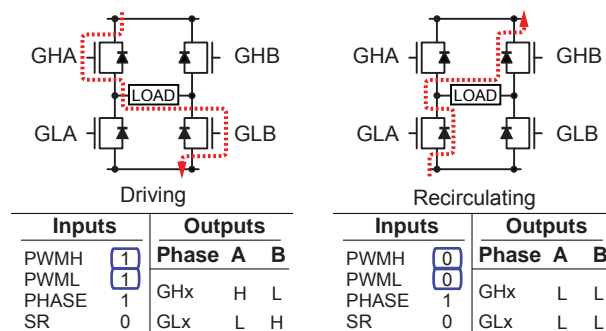 GHA GHB GHA GHB
LOAD LOAD
GLA GLB GLA GLB
Driving Recirculating
Inputs Outputs Inputs Outputs
PWMH 1 Phase A B PWMH 0 Phase A B
PWML 1 PWML 0
PHASE 1 GHx H L PHASE 1 GHx L L
SR 0 GLx L H SR 0 GLx L L